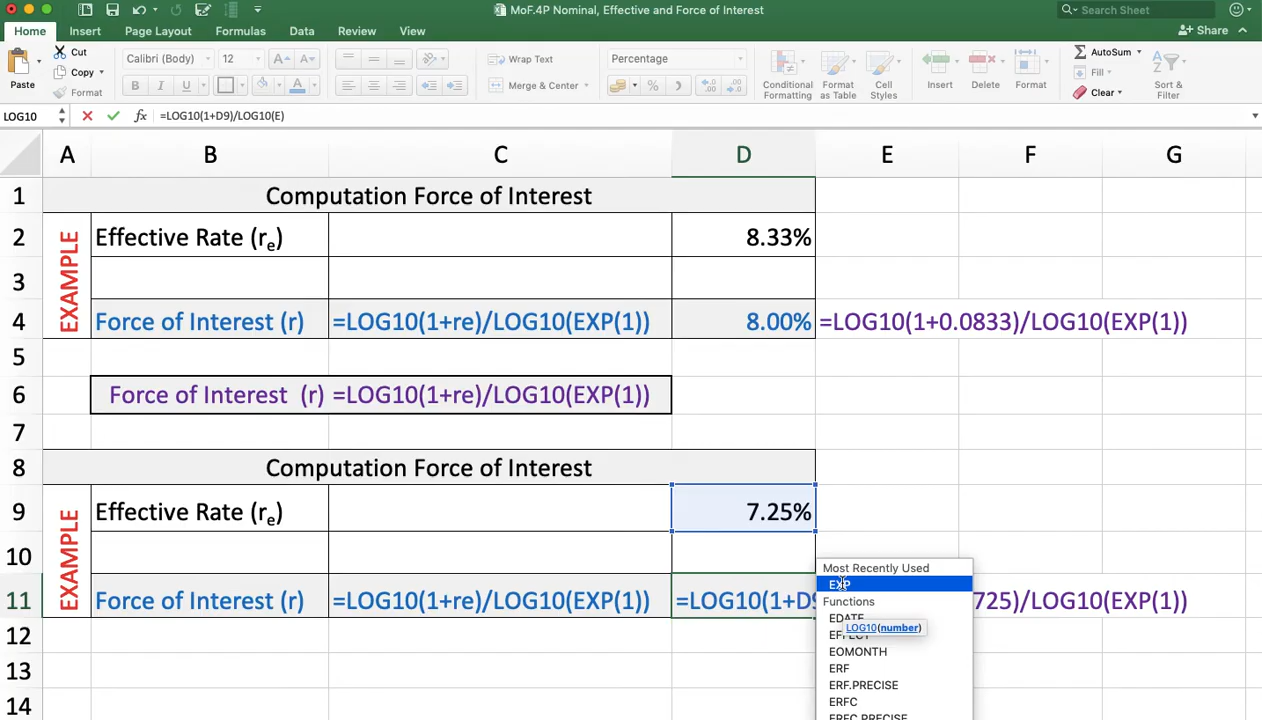 MoF.4P Nominal, Effective and Force of Interest
Search Sheet
Home Insert Page Layout Formulas Data Review View
Share
Paste
Cut
Copy
Format
Calibri (Body) 12
A A
B I U
A
Wrap Text
Merge & Center
Percentage
%
Conditional Formatting
Format as Table
Cell Styles
Insert
Delete
Format
AutoSum
Fill
Clear
Sort & Filter
LOG10 fx =LOG10(1+D9)/LOG10(E)
A B C D E F G
1 Computation Force of Interest
EXAMPLE
2 Effective Rate (re) 8.33%
3
4 Force of Interest (r) =LOG10(1+re)/LOG10(EXP(1)) 8.00% =LOG10(1+0.0833)/LOG10(EXP(1))
5
6 Force of Interest (r) =LOG10(1+re)/LOG10(EXP(1))
7
8 Computation Force of Interest
EXAMPLE
9 Effective Rate (re) 7.25%
10
11 Force of Interest (r) =LOG10(1+re)/LOG10(EXP(1)) =LOG10(1+D9 725)/LOG10(EXP(1))
12
13
14
Most Recently Used
EXP
Functions
EDATE
LOG10(number)
EFFECT
EOMONTH
ERF
ERF.PRECISE
ERFC
ERFC.PRECISE